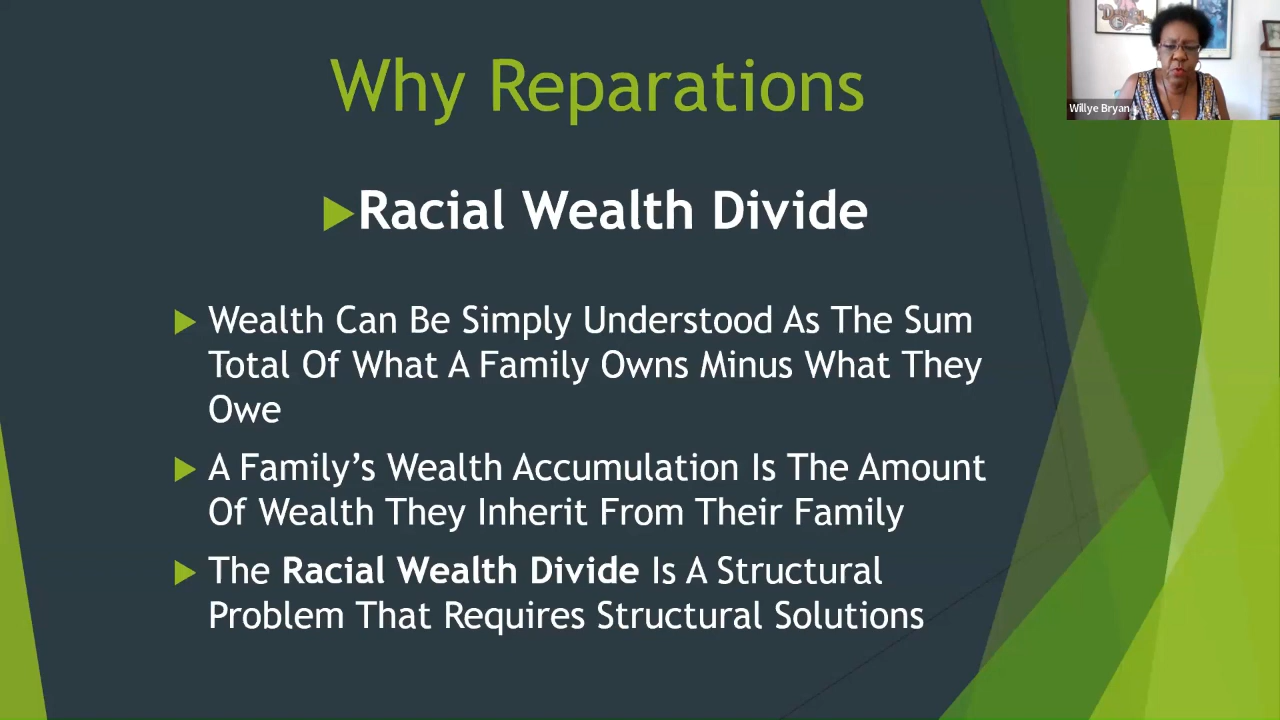 Why Reparations
Willye Bryan
Racial Wealth Divide
Wealth Can Be Simply Understood As The Sum
Total Of What A Family Owns Minus What They
Owe
A Family’s Wealth Accumulation Is The Amount
Of Wealth They Inherit From Their Family
The Racial Wealth Divide Is A Structural
Problem That Requires Structural Solutions